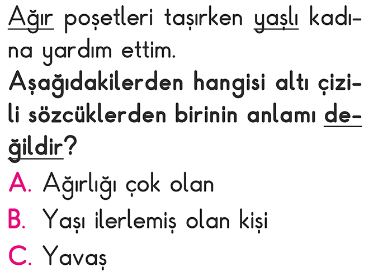 Ağır poşetleri taşırken yaşlı kadı-
na yardım ettim.
Aşağıdakilerden hangisi altı çizi-
li sözcüklerden birinin anlamı de-
ğildir?
A. Ağırlığı çok olan
B. Yaşı ilerlemiş olan kişi
C. Yavaş